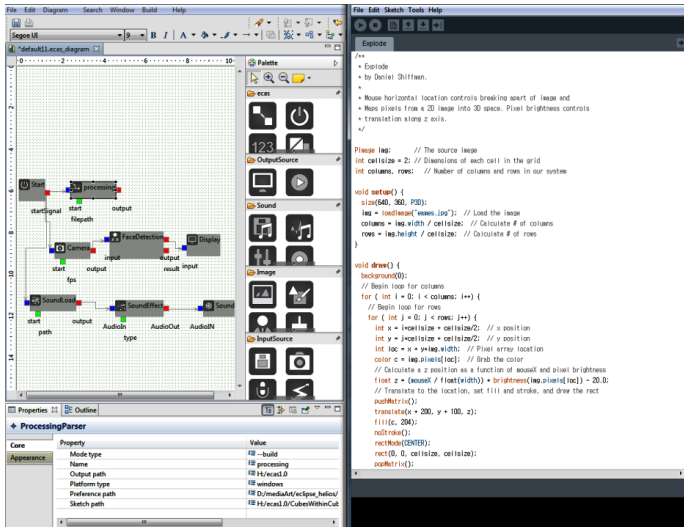 File Edit Diagram Search Window Build Help
Segoe UI 9 B I A
*default11.ecas_diagram
0 2 4 6 8 10
Palette
ecas
123
OutputSource
Sound
Image
InputSource
Start
startSignal
processing
start
output
filepath
Camera
start
output
fps
FaceDetection
input
output
result
Display
input
SoundLoad
start
output
path
SoundEffect
AudioIn
AudioOut
type
Sound
AudioIN
Properties
Outline
ProcessingParser
Core
Appearance
Property Value
Mode type --build
Name processing
Output path H:/ecas1.0
Platform type windows
Preference path D:/mediaArt/eclipse_helios/
Sketch path H:/ecas1.0/CubesWithinCub
File Edit Sketch Tools Help
Explode
/**
* Explode
* by Daniel Shiffman.
*
* Mouse horizontal location controls breaking apart of image and
* Maps pixels from a 2D image into 3D space. Pixel brightness controls
* translation along z axis.
*/
PImage img; // The source image
int cellsize = 2; // Dimensions of each cell in the grid
int columns, rows; // Number of columns and rows in our system
void setup() {
size(640, 360, P3D);
img = loadImage("eames.jpg"); // Load the image
columns = img.width / cellsize; // Calculate # of columns
rows = img.height / cellsize; // Calculate # of rows
}
void draw() {
background(0);
// Begin loop for columns
for ( int i = 0; i < columns; i++) {
// Begin loop for rows
for ( int j = 0; j < rows; j++) {
int x = i*cellsize + cellsize/2; // x position
int y = j*cellsize + cellsize/2; // y position
int loc = x + y*img.width; // Pixel array location
color c = img.pixels[loc]; // Grab the color
// Calculate a z position as a function of mouseX and pixel brightness
float z = (mouseX / float(width)) * brightness(img.pixels[loc]) - 20.0;
// Translate to the location, set fill and stroke, and draw the rect
pushMatrix();
translate(x + 200, y + 100, z);
fill(c, 204);
noStroke();
rectMode(CENTER);
rect(0, 0, cellsize, cellsize);
popMatrix();